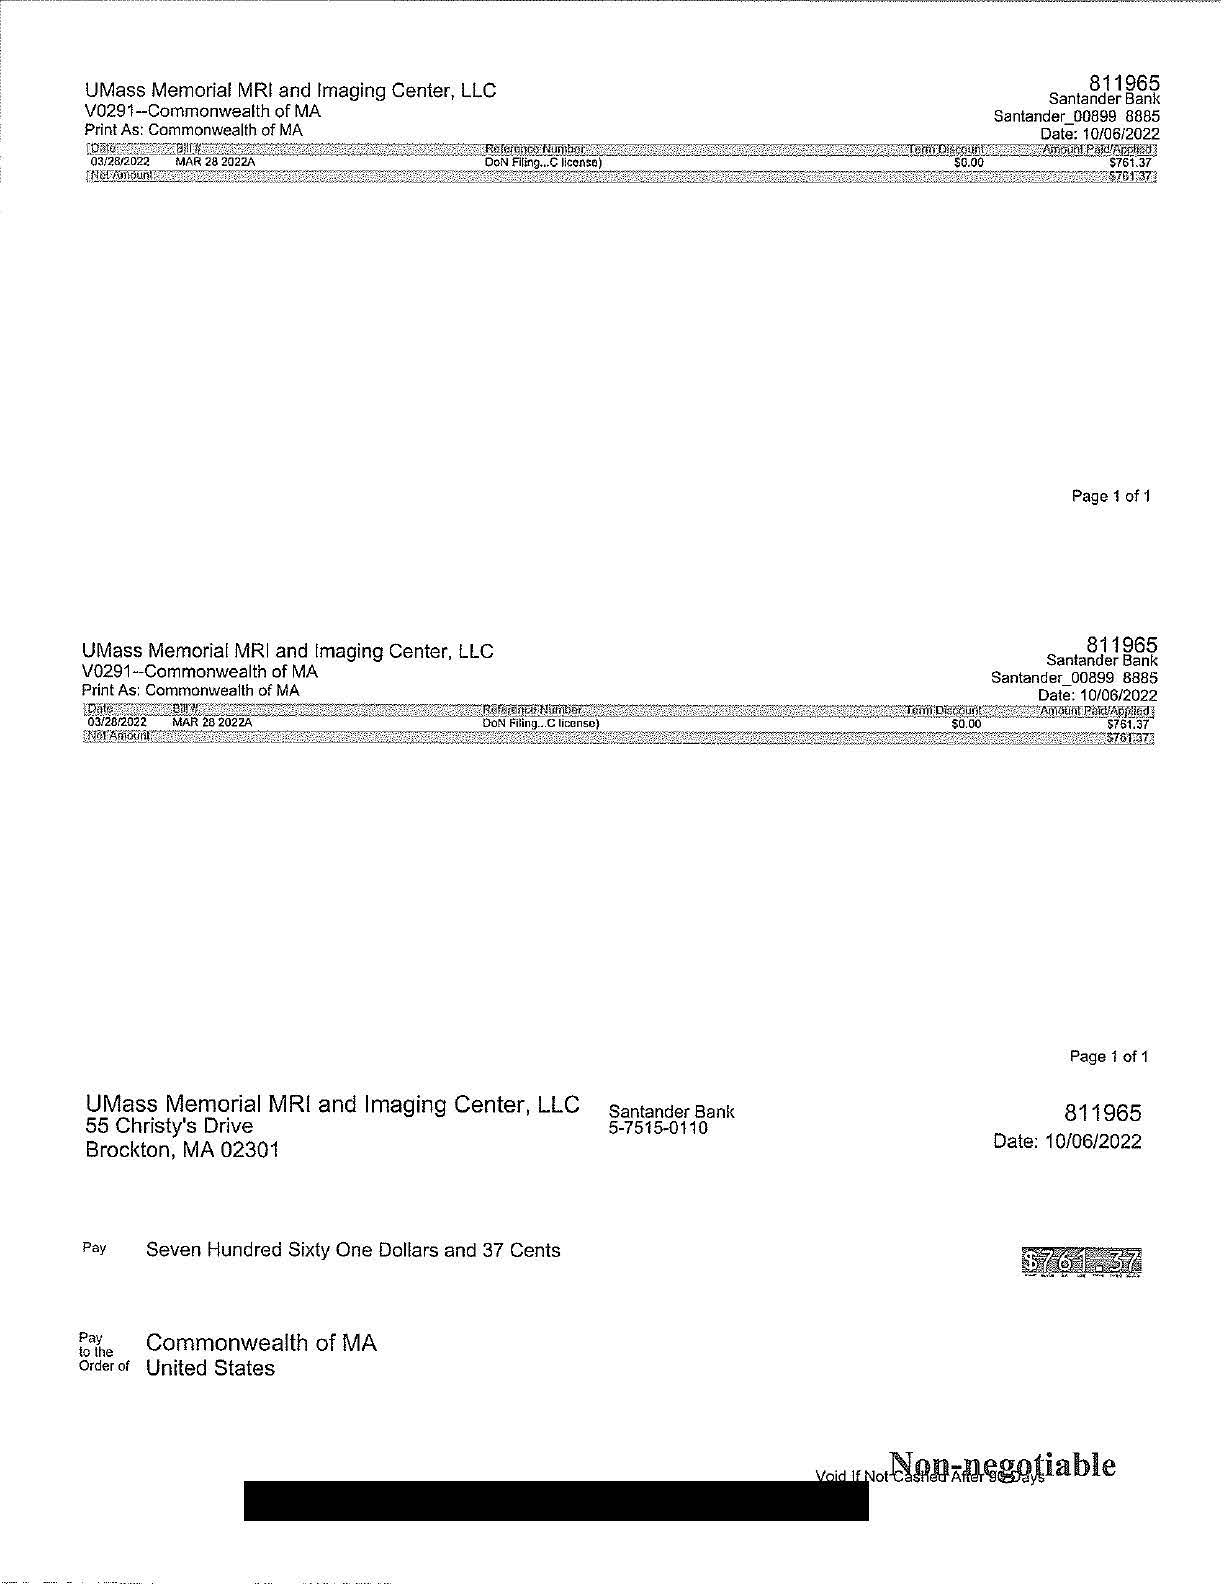 UMass Memorial MRI and Imaging Center, LLC 811965
V0291--Commonwealth of MA Santander Bank
Print As: Commonwealth of MA Santander_00899 8885
Date: 10/06/2022
Date Bill # Reference Number Term Discount Amount Paid/Applied
03/28/2022 MAR 28 2022A DoN Filing...C license) $0.00 $761.37
Net Amount $761.37
Page 1 of 1
UMass Memorial MRI and Imaging Center, LLC 811965
V0291--Commonwealth of MA Santander Bank
Print As: Commonwealth of MA Santander_00899 8885
Date: 10/06/2022
Date Bill # Reference Number Term Discount Amount Paid/Applied
03/28/2022 MAR 28 2022A DoN Filing...C license) $0.00 $761.37
Net Amount $761.37
Page 1 of 1
UMass Memorial MRI and Imaging Center, LLC Santander Bank 811965
55 Christy's Drive 5-7515-0110
Brockton, MA 02301 Date: 10/06/2022
Pay Seven Hundred Sixty One Dollars and 37 Cents $761.37
Pay to the Order of Commonwealth of MA
United States
Non-negotiable
Void If Not Cashed After 90 Days